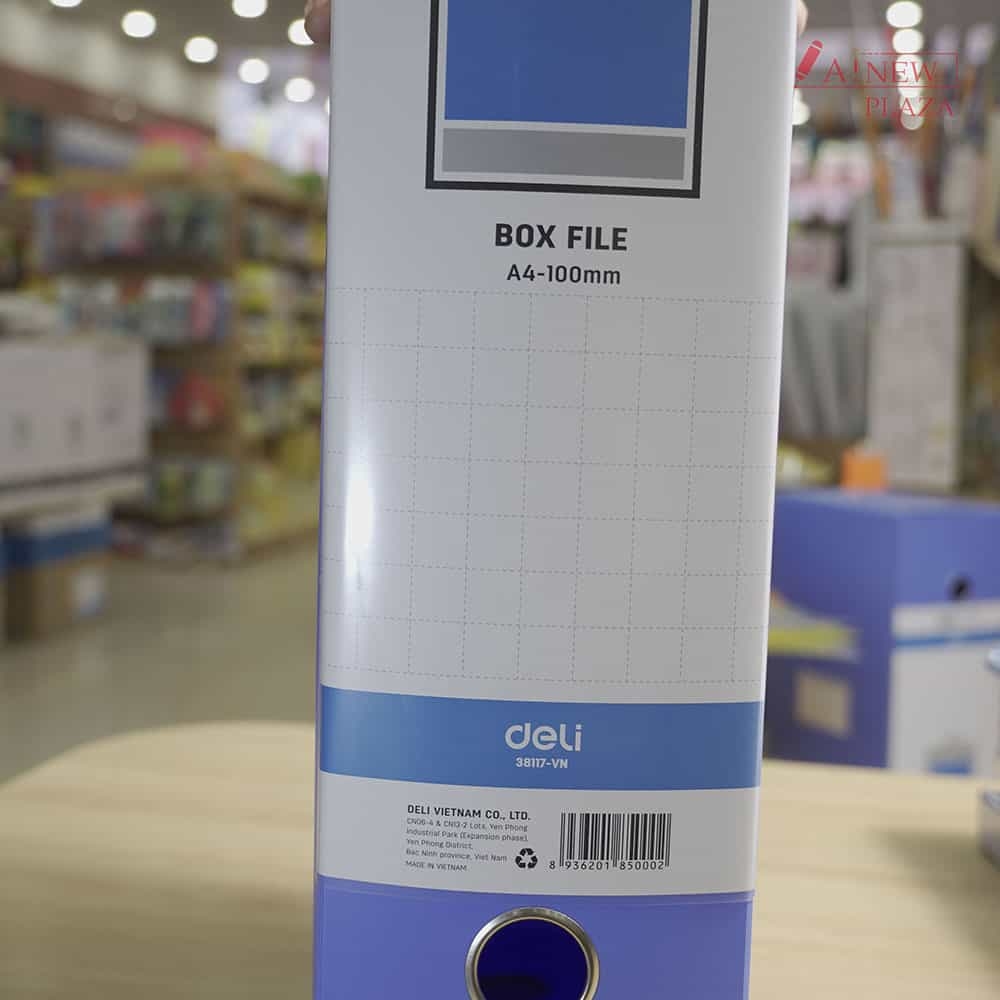 A NEW
PLAZA
BOX FILE
A4-100mm
deli
38117-VN
DELI VIETNAM CO., LTD.
CN06-4 & CN13-2 Lots, Yen Phong
Industrial Park (Expansion phase),
Yen Phong District,
Bac Ninh province, Viet Nam
MADE IN VIETNAM
8 936201 850002